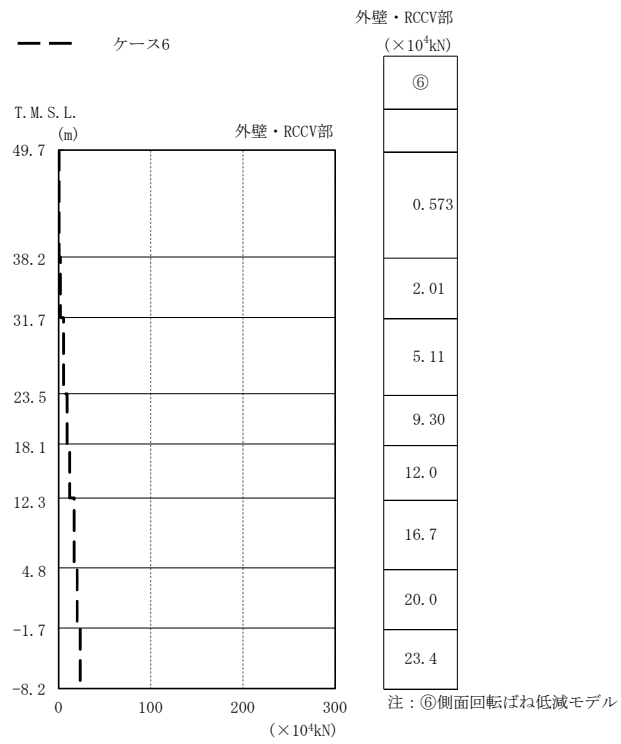 外壁・RCCV部
(×10⁴kN)
ケース6
⑥
T.M.S.L.
(m)
外壁・RCCV部
49.7
0.573
38.2
2.01
31.7
5.11
23.5
9.30
18.1
12.0
12.3
16.7
4.8
20.0
-1.7
23.4
-8.2
0 100 200 300
(×10⁴kN)
注：⑥側面回転ばね低減モデル